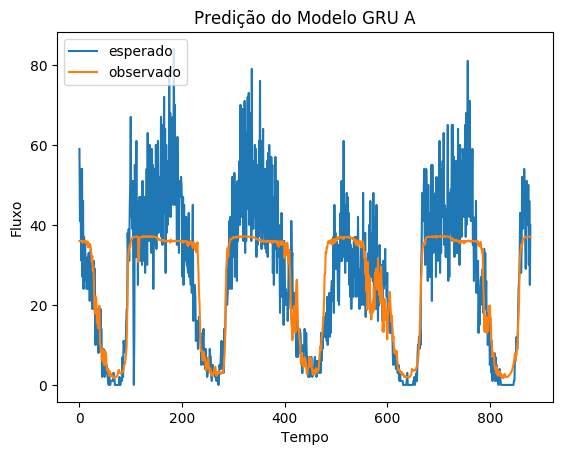 Predição do Modelo GRU A
esperado
observado
Fluxo
80
60
40
20
0
0 200 400 600 800
Tempo